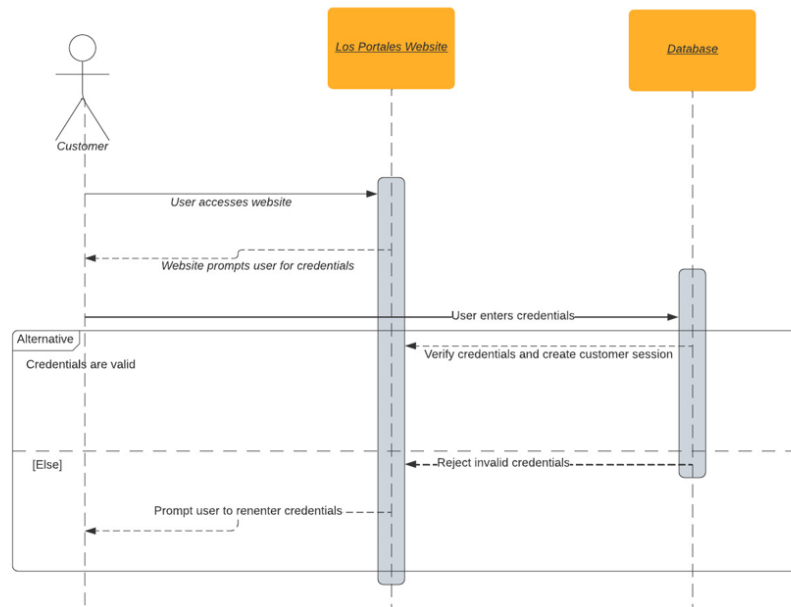 Los Portales Website
Database
Customer
User accesses website
Website prompts user for credentials
User enters credentials
Alternative
Verify credentials and create customer session
Credentials are valid
[Else]
Reject invalid credentials
Prompt user to renenter credentials